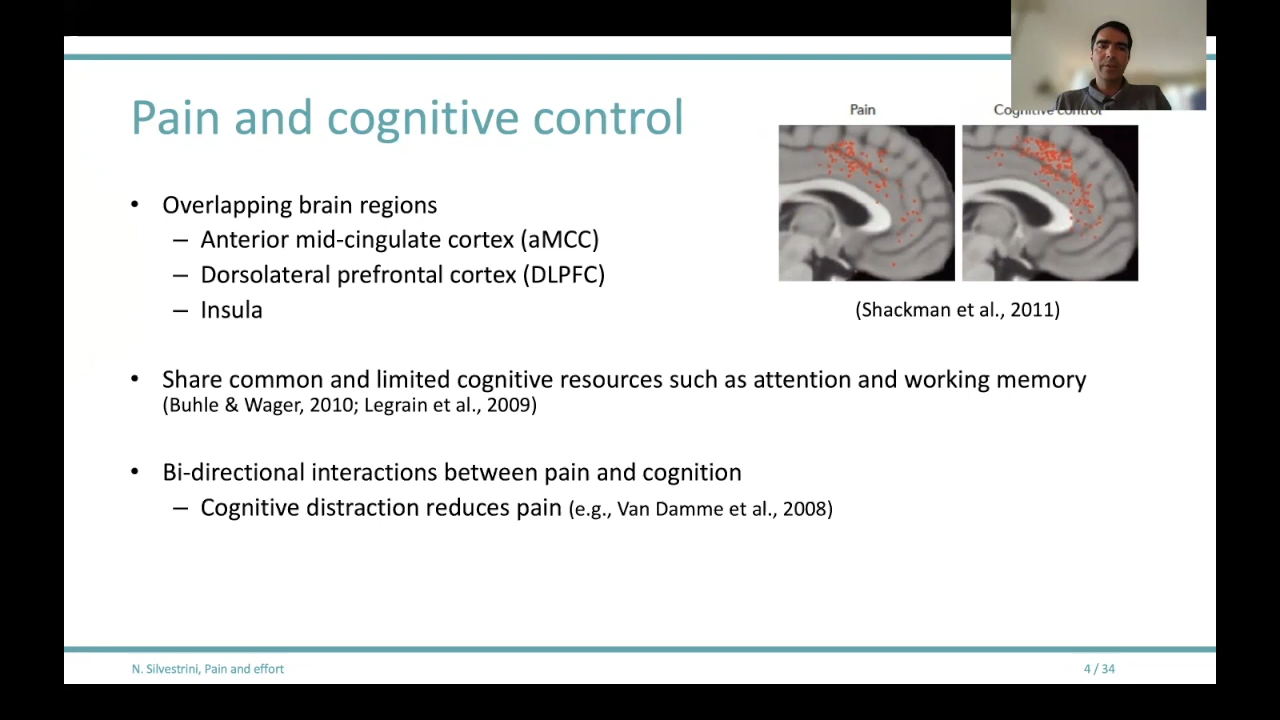 Pain and cognitive control
Pain
Cognitive control
• Overlapping brain regions
– Anterior mid-cingulate cortex (aMCC)
– Dorsolateral prefrontal cortex (DLPFC)
– Insula
(Shackman et al., 2011)
• Share common and limited cognitive resources such as attention and working memory
(Buhle & Wager, 2010; Legrain et al., 2009)
• Bi-directional interactions between pain and cognition
– Cognitive distraction reduces pain (e.g., Van Damme et al., 2008)
N. Silvestrini, Pain and effort
4 / 34